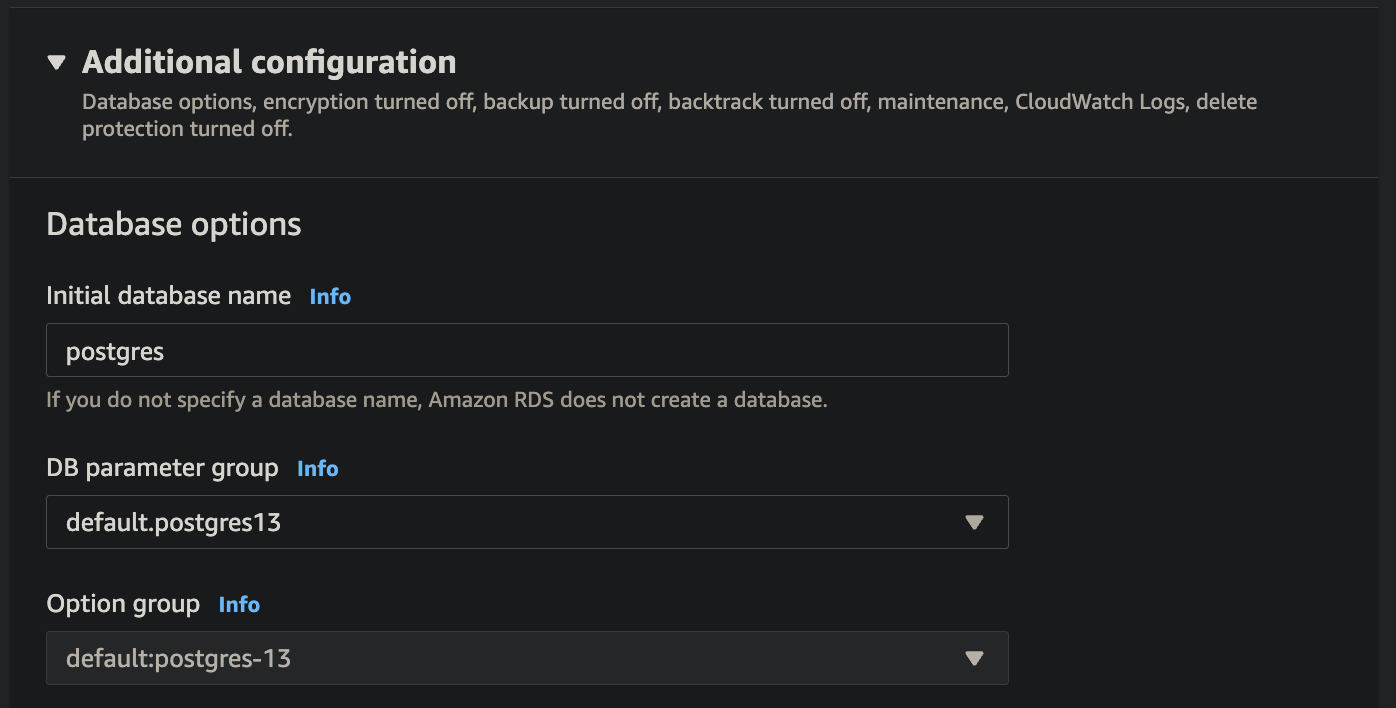 Additional configuration
Database options, encryption turned off, backup turned off, backtrack turned off, maintenance, CloudWatch Logs, delete
protection turned off.
Database options
Initial database name Info
postgres
If you do not specify a database name, Amazon RDS does not create a database.
DB parameter group Info
default.postgres13
Option group Info
default:postgres-13